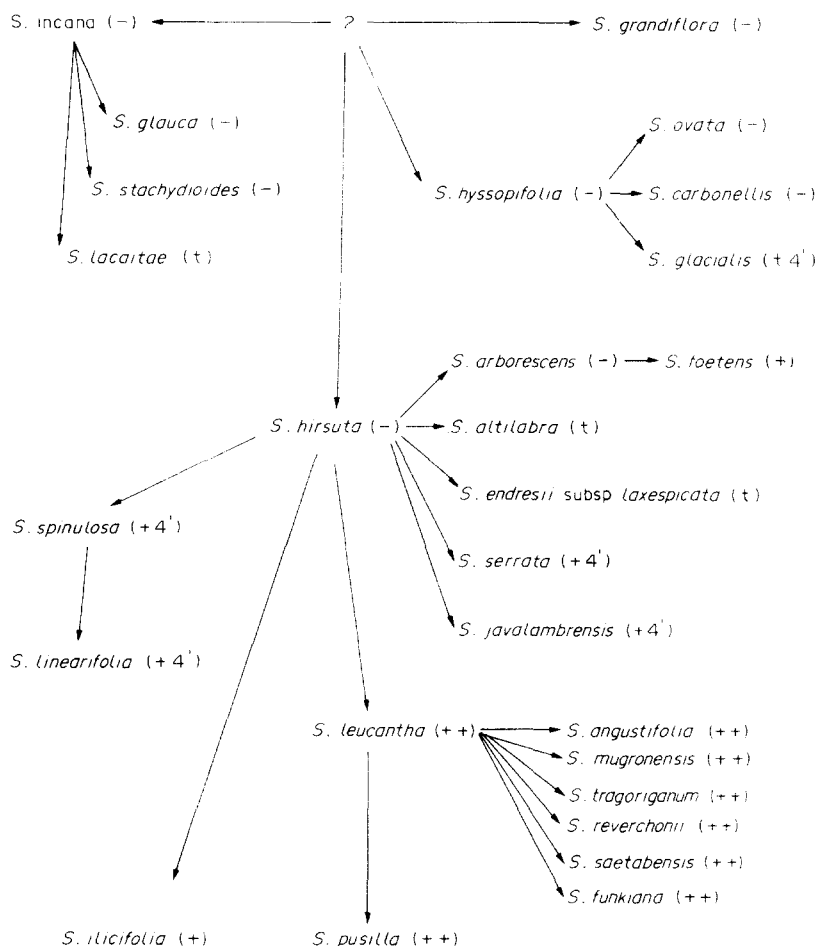 S. incana (-) ? S. grandiflora (-)
S. glauca (-) S. ovata (-)
S. stachydioides (-) S. hyssopifolia (-) S. carbonellis (-)
S. lacaitae (t) S. glacialis (+4')
S. arborescens (-) S. foetens (+)
S. hirsuta (-) S. altilabra (t)
S. endresii subsp laxespicata (t)
S. spinulosa (+4')
S. serrata (+4')
S. javalambrensis (+4')
S. linearifolia (+4')
S. leucantha (++) S. angustifolia (++)
S. mugronensis (++)
S. tragoriganum (++)
S. reverchonii (++)
S. saetabensis (++)
S. funkiana (++)
S. ilicifolia (+) S. pusilla (++)